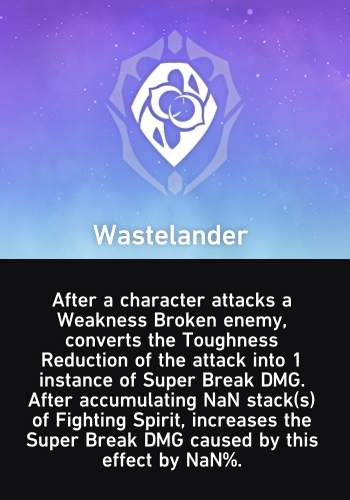 Wastelander
After a character attacks a
Weakness Broken enemy,
converts the Toughness
Reduction of the attack into 1
instance of Super Break DMG.
After accumulating NaN stack(s)
of Fighting Spirit, increases the
Super Break DMG caused by this
effect by NaN%.